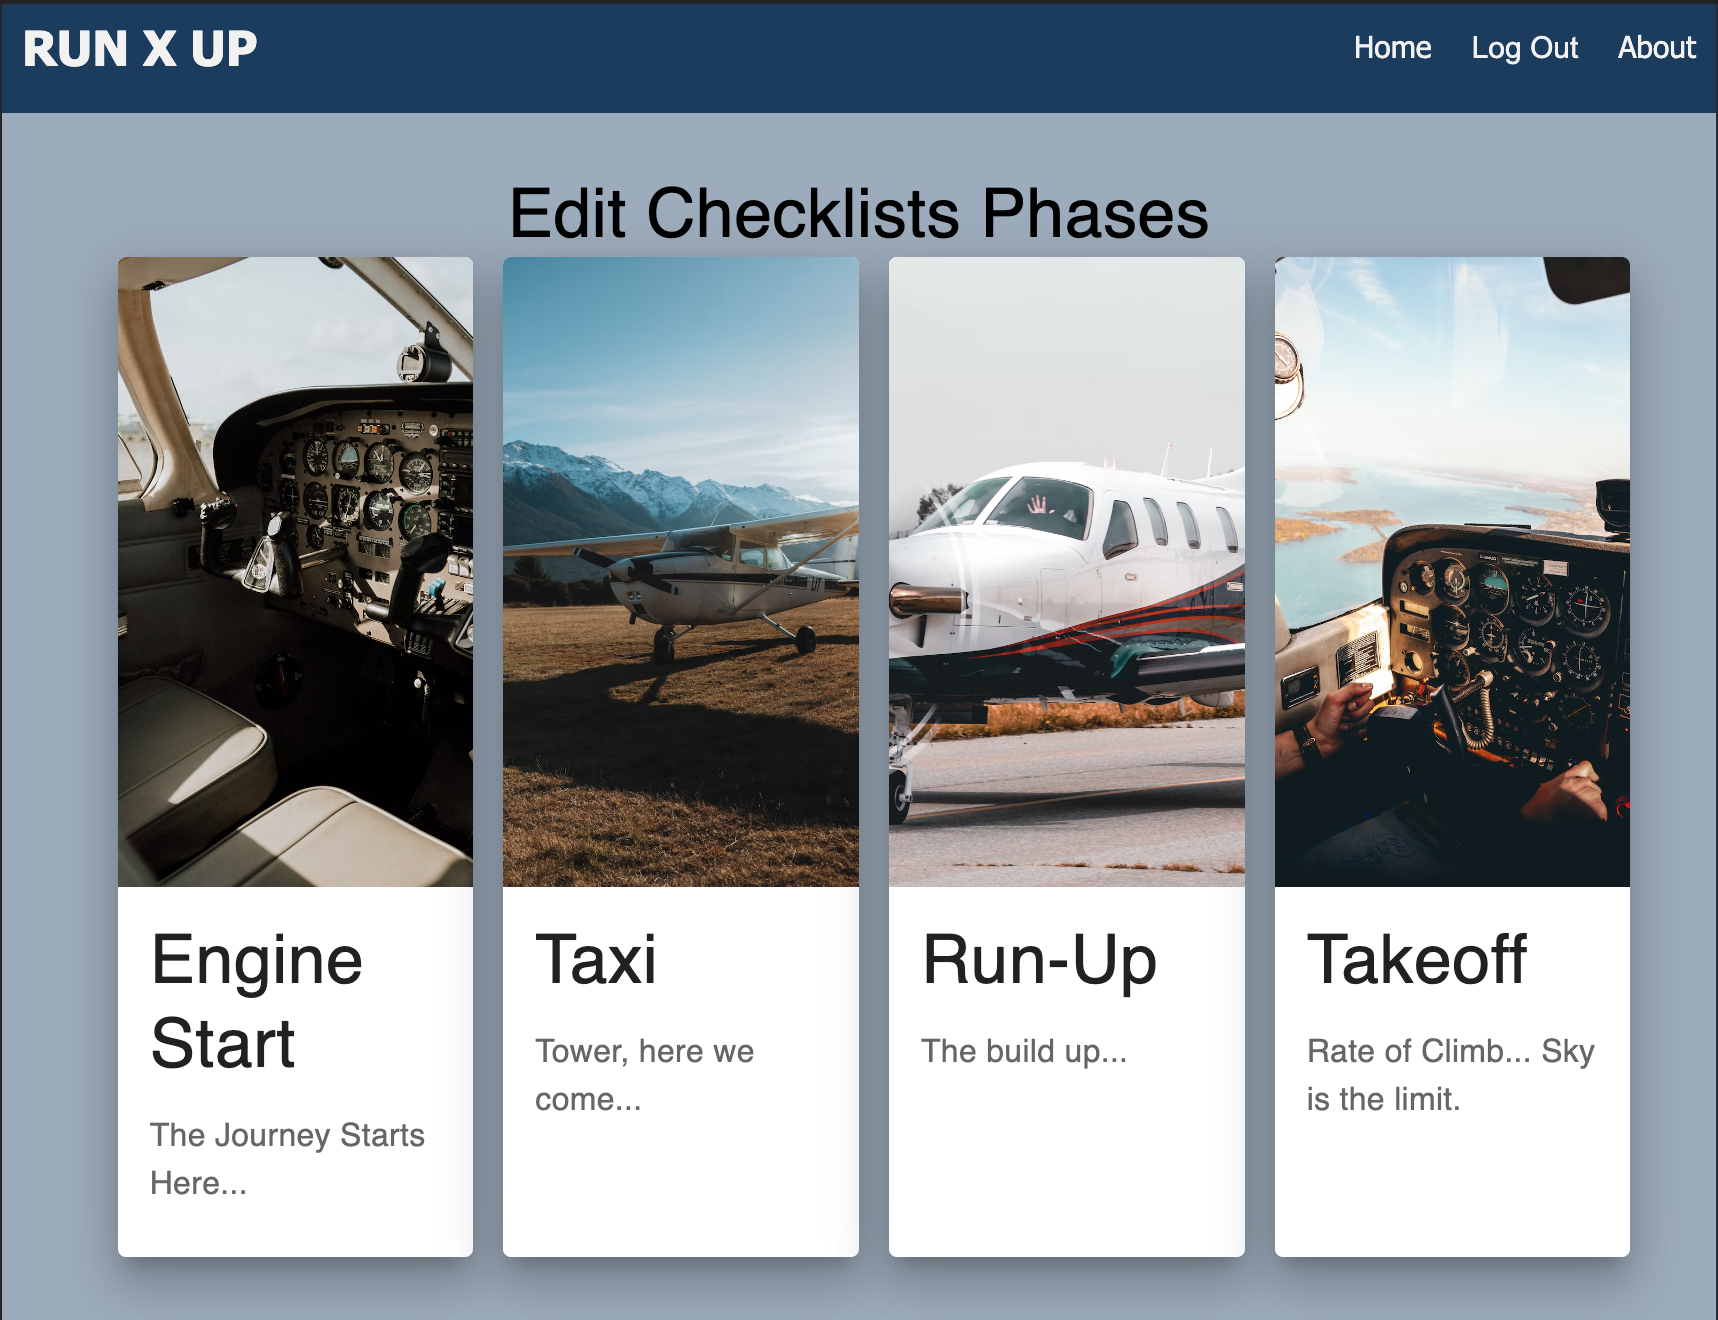 RUN X UP
Home Log Out About
Edit Checklists Phases
Engine
Start
The Journey Starts
Here...
Taxi
Tower, here we
come...
Run-Up
The build up...
Takeoff
Rate of Climb... Sky
is the limit.